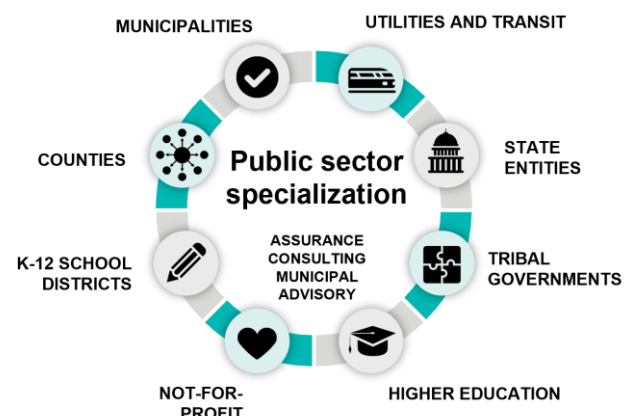 MUNICIPALITIES
UTILITIES AND TRANSIT
COUNTIES
Public sector
specialization
STATE
ENTITIES
ASSURANCE
CONSULTING
MUNICIPAL
ADVISORY
K-12 SCHOOL
DISTRICTS
TRIBAL
GOVERNMENTS
NOT-FOR-
PROFIT
HIGHER EDUCATION